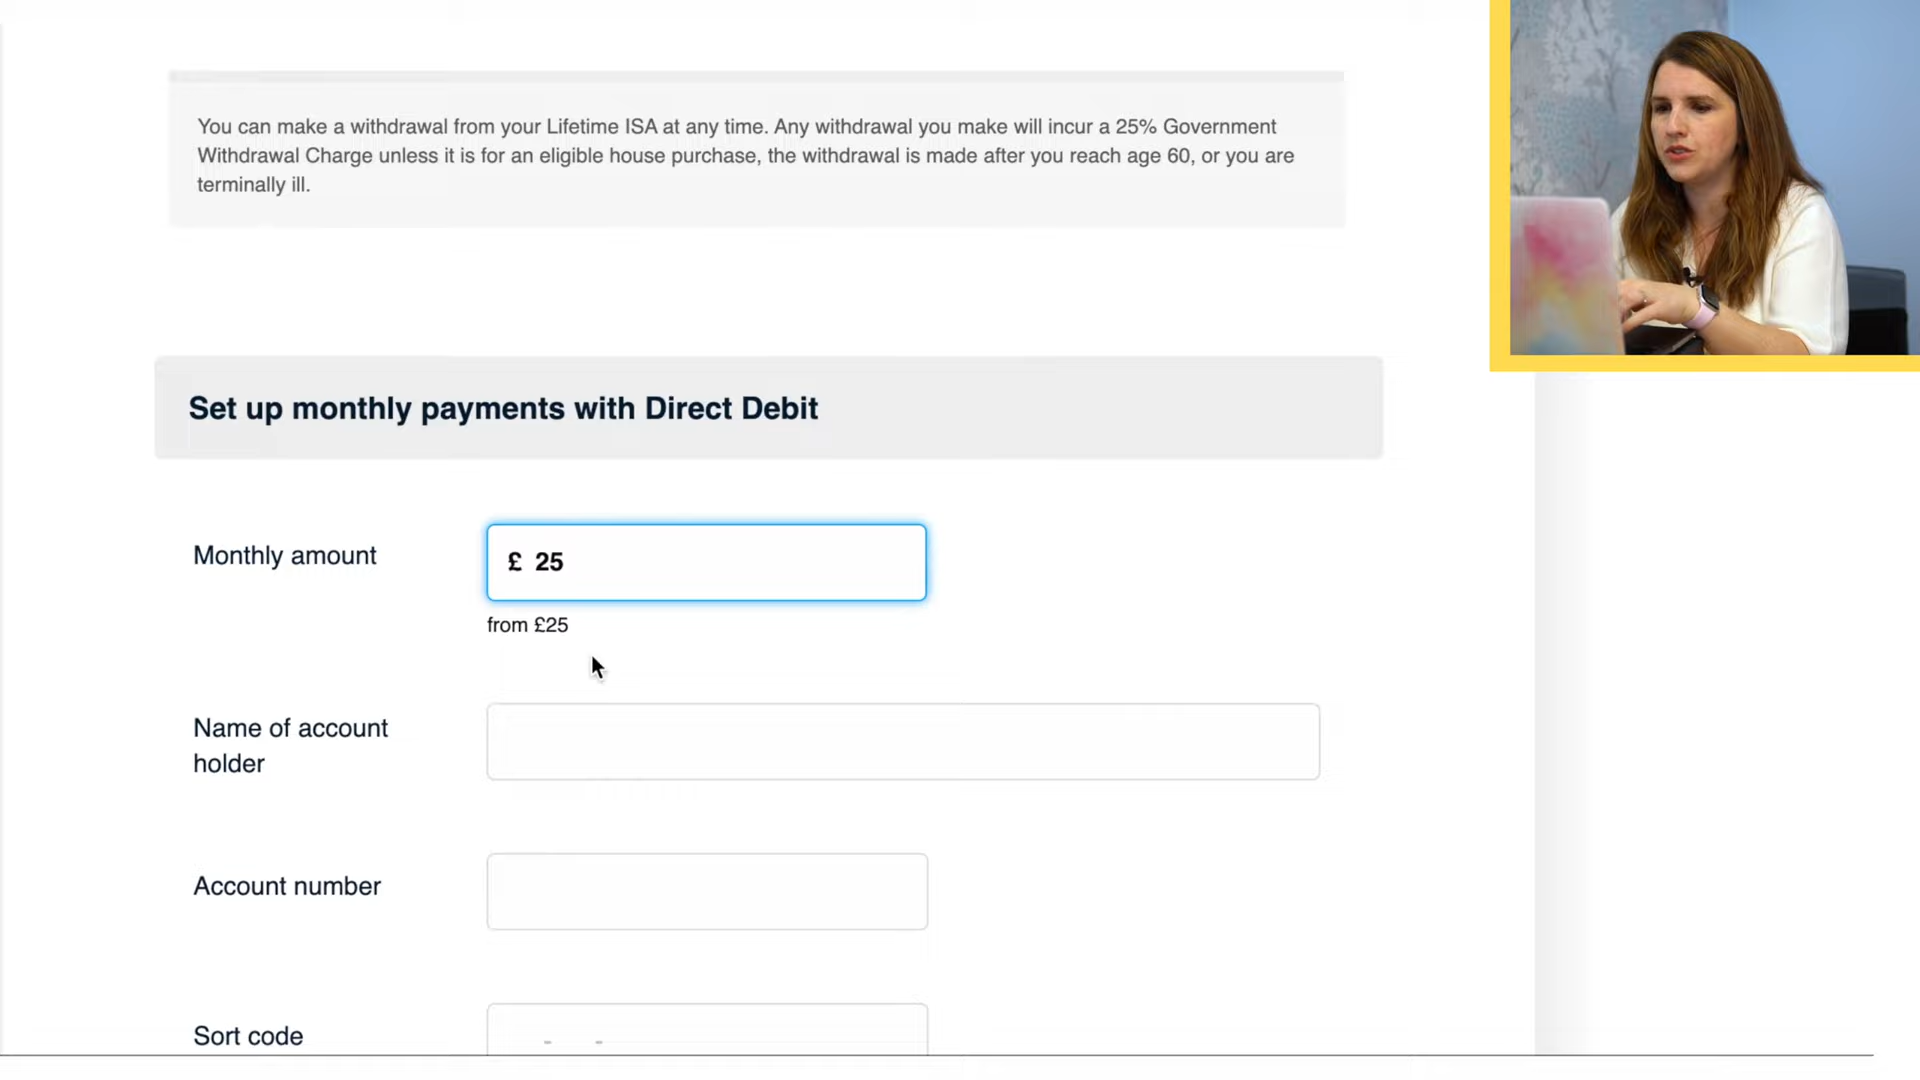 You can make a withdrawal from your Lifetime ISA at any time. Any withdrawal you make will incur a 25% Government
Withdrawal Charge unless it is for an eligible house purchase, the withdrawal is made after you reach age 60, or you are
terminally ill.
Set up monthly payments with Direct Debit
Monthly amount
£ 25
from £25
Name of account
holder
Account number
Sort code
- -